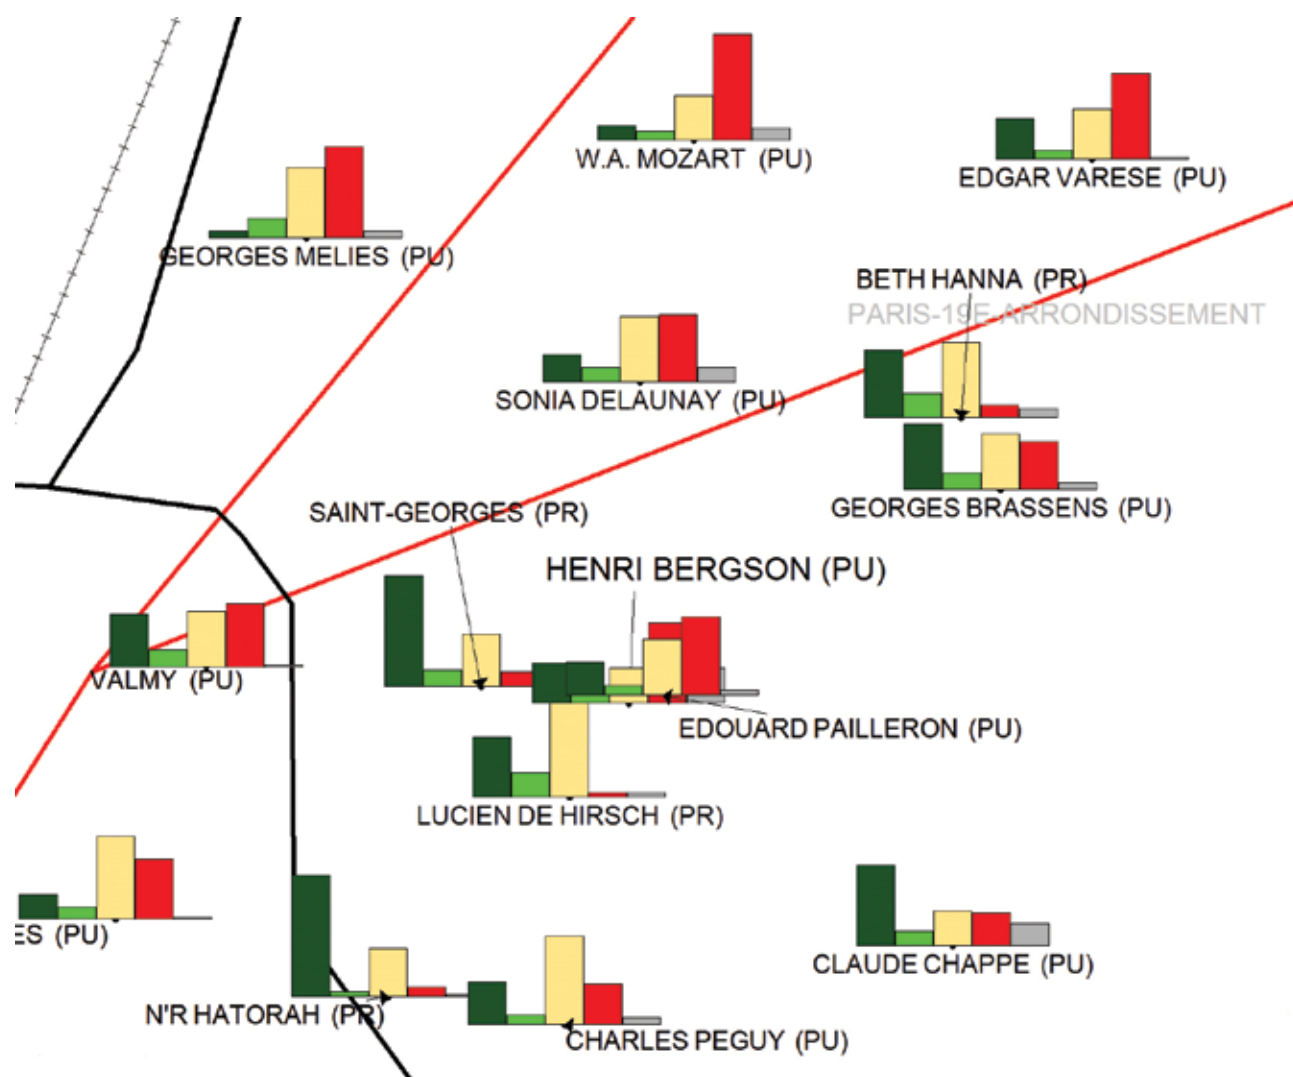 W.A. MOZART (PU)
EDGAR VARESE (PU)
GEORGES MELIES (PU)
BETH HANNA (PR)
PARIS-19E-ARRONDISSEMENT
SONIA DELAUNAY (PU)
SAINT-GEORGES (PR)
GEORGES BRASSENS (PU)
HENRI BERGSON (PU)
VALMY (PU)
EDOUARD PAILLERON (PU)
LUCIEN DE HIRSCH (PR)
ES (PU)
CLAUDE CHAPPE (PU)
N'R HATORAH (PR)
CHARLES PEGUY (PU)